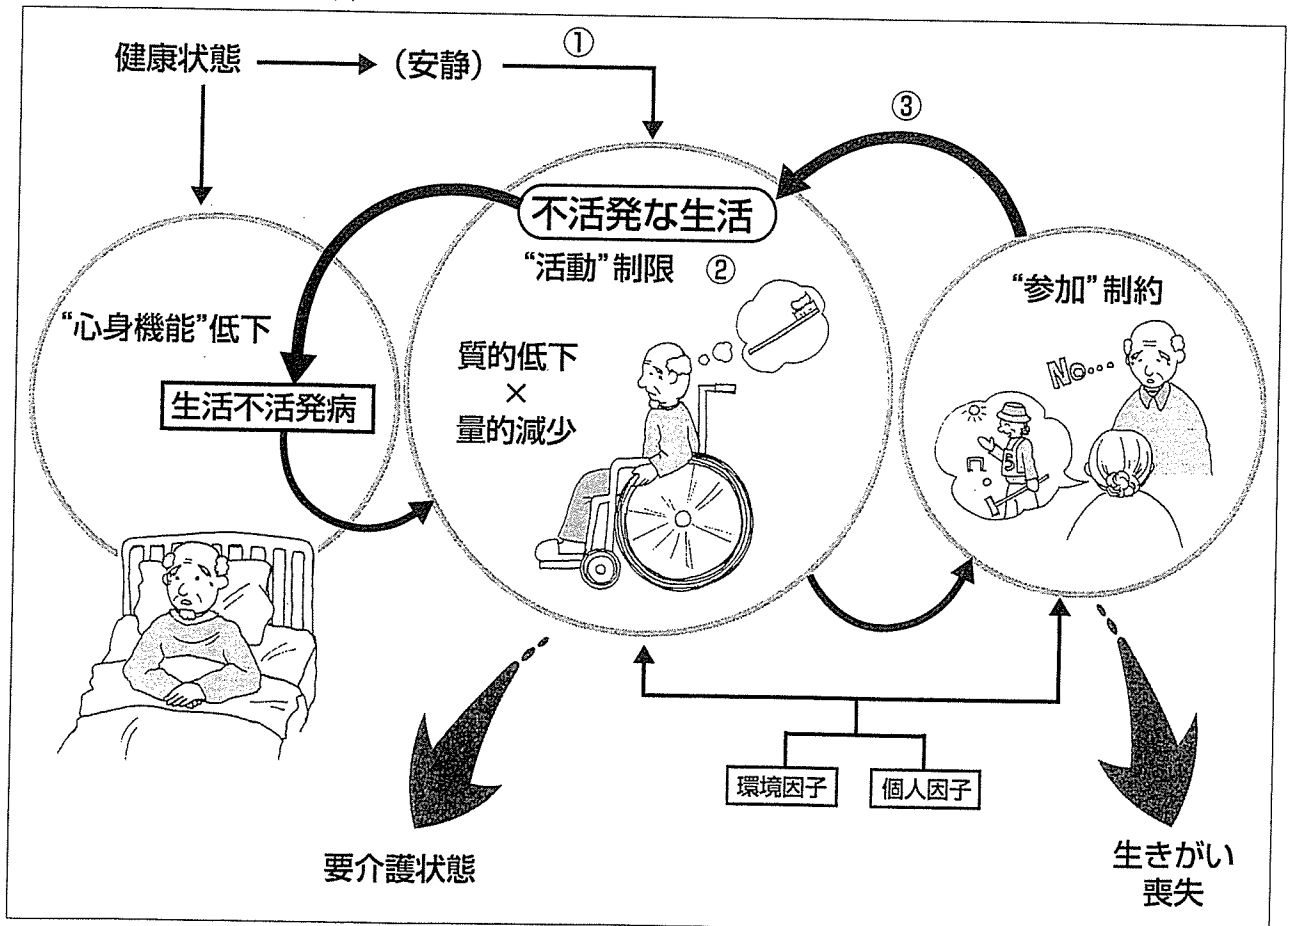 健康状態
(安静)
①
③
不活発な生活
“活動”制限 ②
“心身機能”低下
生活不活発病
質的低下
×
量的減少
“参加”制約
No…
環境因子
個人因子
要介護状態
生きがい
喪失